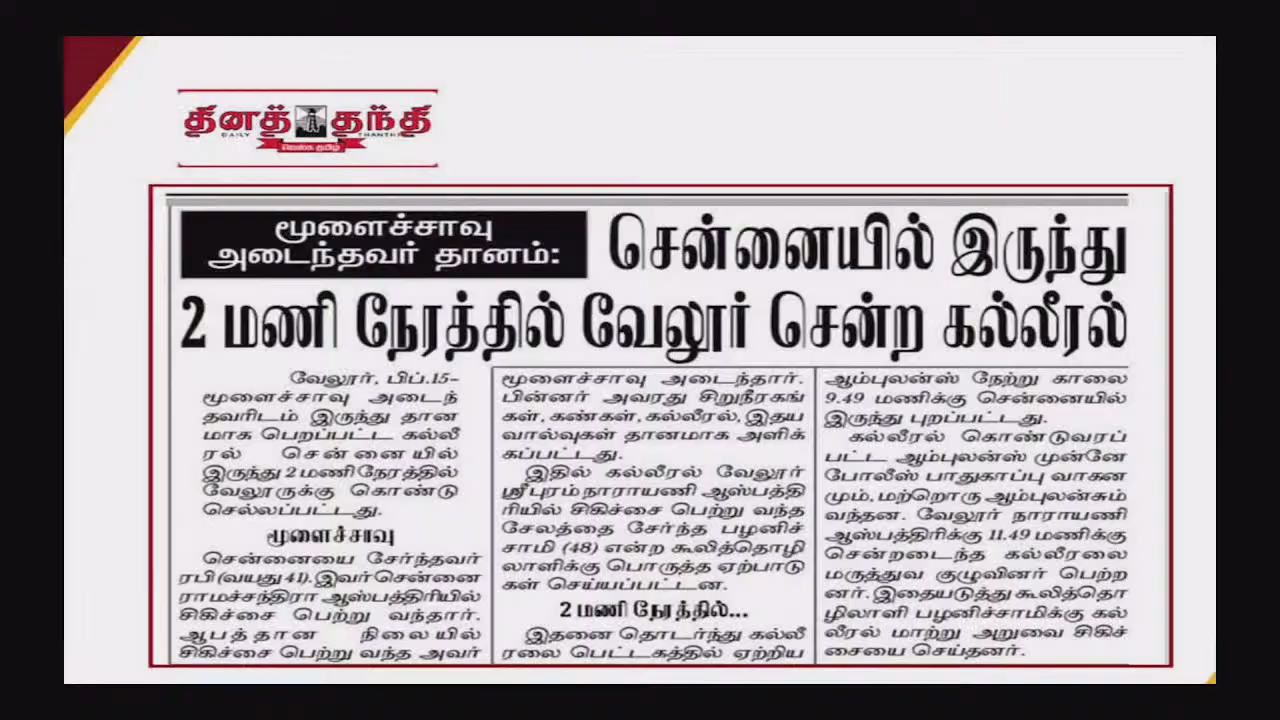 தினத் தந்தி
DAILY THANTHI
வெல்க தமிழ்
மூளைச்சாவு
அடைந்தவர் தானம்:
சென்னையில் இருந்து
2 மணி நேரத்தில் வேலூர் சென்ற கல்லீரல்
வேலூர், பிப்.15-
மூளைச்சாவு அடைந்
தவரிடம் இருந்து தான
மாக பெறப்பட்ட கல்லீ
ரல் சென்னையில்
இருந்து 2 மணி நேரத்தில்
வேலூருக்கு கொண்டு
செல்லப்பட்டது.
மூளைச்சாவு
சென்னையை சேர்ந்தவர்
ரபி (வயது 41). இவர் சென்னை
ராமச்சந்திரா ஆஸ்பத்திரியில்
சிகிச்சை பெற்று வந்தார்.
ஆபத்தான நிலையில்
சிகிச்சை பெற்று வந்த அவர்
மூளைச்சாவு அடைந்தார்.
பின்னர் அவரது சிறுநீரகங்
கள், கண்கள், கல்லீரல், இதய
வால்வுகள் தானமாக அளிக்
கப்பட்டது.
இதில் கல்லீரல் வேலூர்
ஸ்ரீபுரம் நாராயணி ஆஸ்பத்தி
ரியில் சிகிச்சை பெற்று வந்த
சேலத்தை சேர்ந்த பழனிச்
சாமி (48) என்ற கூலித்தொழி
லாளிக்கு பொருத்த ஏற்பாடு
கள் செய்யப்பட்டன.
2 மணி நேரத்தில்...
இதனை தொடர்ந்து கல்லீ
ரலை பெட்டகத்தில் ஏற்றிய
ஆம்புலன்ஸ் நேற்று காலை
9.49 மணிக்கு சென்னையில்
இருந்து புறப்பட்டது.
கல்லீரல் கொண்டுவரப்
பட்ட ஆம்புலன்ஸ் முன்னே
போலீஸ் பாதுகாப்பு வாகன
மும், மற்றொரு ஆம்புலன்சும்
வந்தன. வேலூர் நாராயணி
ஆஸ்பத்திரிக்கு 11.49 மணிக்கு
சென்றடைந்த கல்லீரலை
மருத்துவ குழுவினர் பெற்ற
னர். இதையடுத்து கூலித்தொ
ழிலாளி பழனிச்சாமிக்கு கல்
லீரல் மாற்று அறுவை சிகிச்
சையை செய்தனர்.